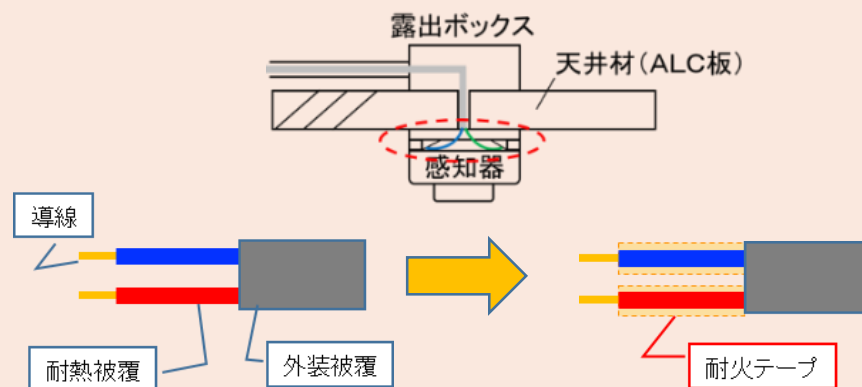 露出ボックス
天井材(ALC板)
感知器
導線
耐熱被覆
外装被覆
耐火テープ